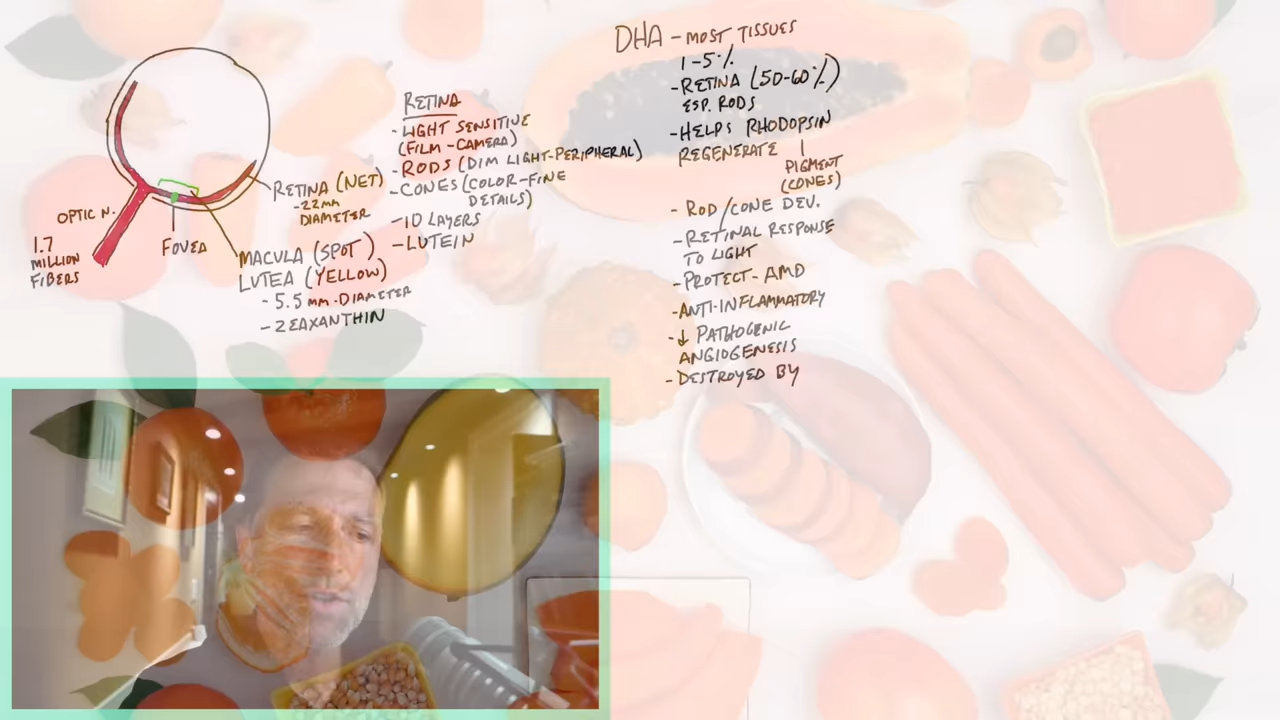 OPTIC N.
1.7
MILLION
FIBERS
FOVEA
RETINA (NET)
-22MM
DIAMETER
MACULA (SPOT)
LUTEA (YELLOW)
- 5.5 MM-DIAMETER
- ZEAXANTHIN
RETINA
- LIGHT SENSITIVE
(FILM-CAMERA)
- RODS (DIM LIGHT-PERIPHERAL)
- CONES (COLOR-FINE
DETAILS)
- 10 LAYERS
- LUTEIN
DHA - MOST TISSUES
1-5%
- RETINA (50-60%)
ESP. RODS
- HELPS RHODOPSIN
REGENERATE
PIGMENT
(CONES)
- ROD/CONE DEV.
- RETINAL RESPONSE
TO LIGHT
- PROTECT- AMD
- ANTI-INFLAMMATORY
- ↓ PATHOGENIC
ANGIOGENESIS
- DESTROYED BY